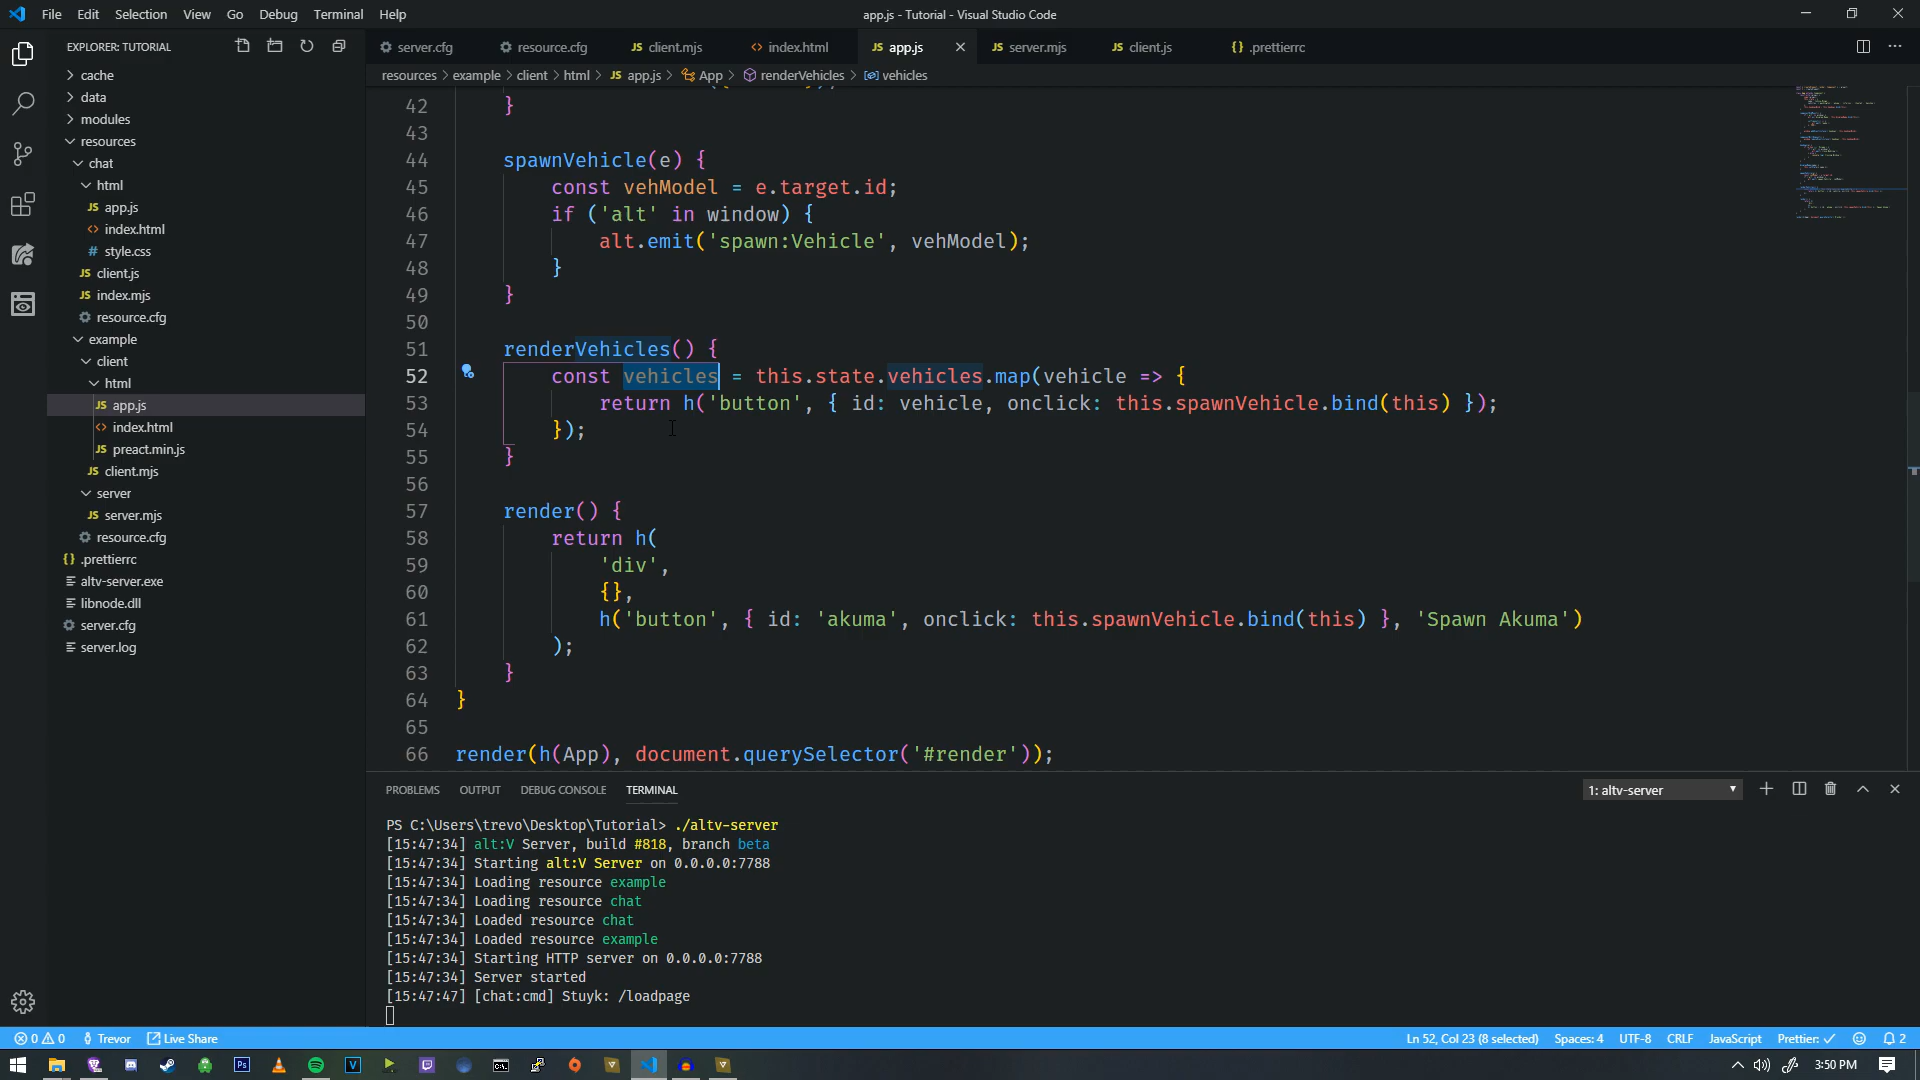 File Edit Selection View Go Debug Terminal Help
app.js - Tutorial - Visual Studio Code
EXPLORER: TUTORIAL
cache
data
modules
resources
chat
html
JS app.js
<> index.html
# style.css
JS client.js
JS index.mjs
resource.cfg
example
client
html
JS app.js
<> index.html
JS preact.min.js
JS client.mjs
server
JS server.mjs
resource.cfg
{} .prettierrc
altv-server.exe
libnode.dll
server.cfg
server.log
server.cfg resource.cfg JS client.mjs <> index.html JS app.js JS server.mjs JS client.js {} .prettierrc
resources > example > client > html > JS app.js > App > renderVehicles > vehicles
42 }
43
44 spawnVehicle(e) {
45 const vehModel = e.target.id;
46 if ('alt' in window) {
47 alt.emit('spawn:Vehicle', vehModel);
48 }
49 }
50
51 renderVehicles() {
52 const vehicles = this.state.vehicles.map(vehicle => {
53 return h('button', { id: vehicle, onclick: this.spawnVehicle.bind(this) });
54 });
55 }
56
57 render() {
58 return h(
59 'div',
60 {},
61 h('button', { id: 'akuma', onclick: this.spawnVehicle.bind(this) }, 'Spawn Akuma')
62 );
63 }
64 }
65
66 render(h(App), document.querySelector('#render'));
PROBLEMS OUTPUT DEBUG CONSOLE TERMINAL
1: altv-server
PS C:\Users\trevo\Desktop\Tutorial> ./altv-server
[15:47:34] alt:V Server, build #818, branch beta
[15:47:34] Starting alt:V Server on 0.0.0.0:7788
[15:47:34] Loading resource example
[15:47:34] Loading resource chat
[15:47:34] Loaded resource chat
[15:47:34] Loaded resource example
[15:47:34] Starting HTTP server on 0.0.0.0:7788
[15:47:34] Server started
[15:47:47] [chat:cmd] Stuyk: /loadpage
0 0 Trevor Live Share
Ln 52, Col 23 (8 selected) Spaces: 4 UTF-8 CRLF JavaScript Prettier: ✓ 2
3:50 PM